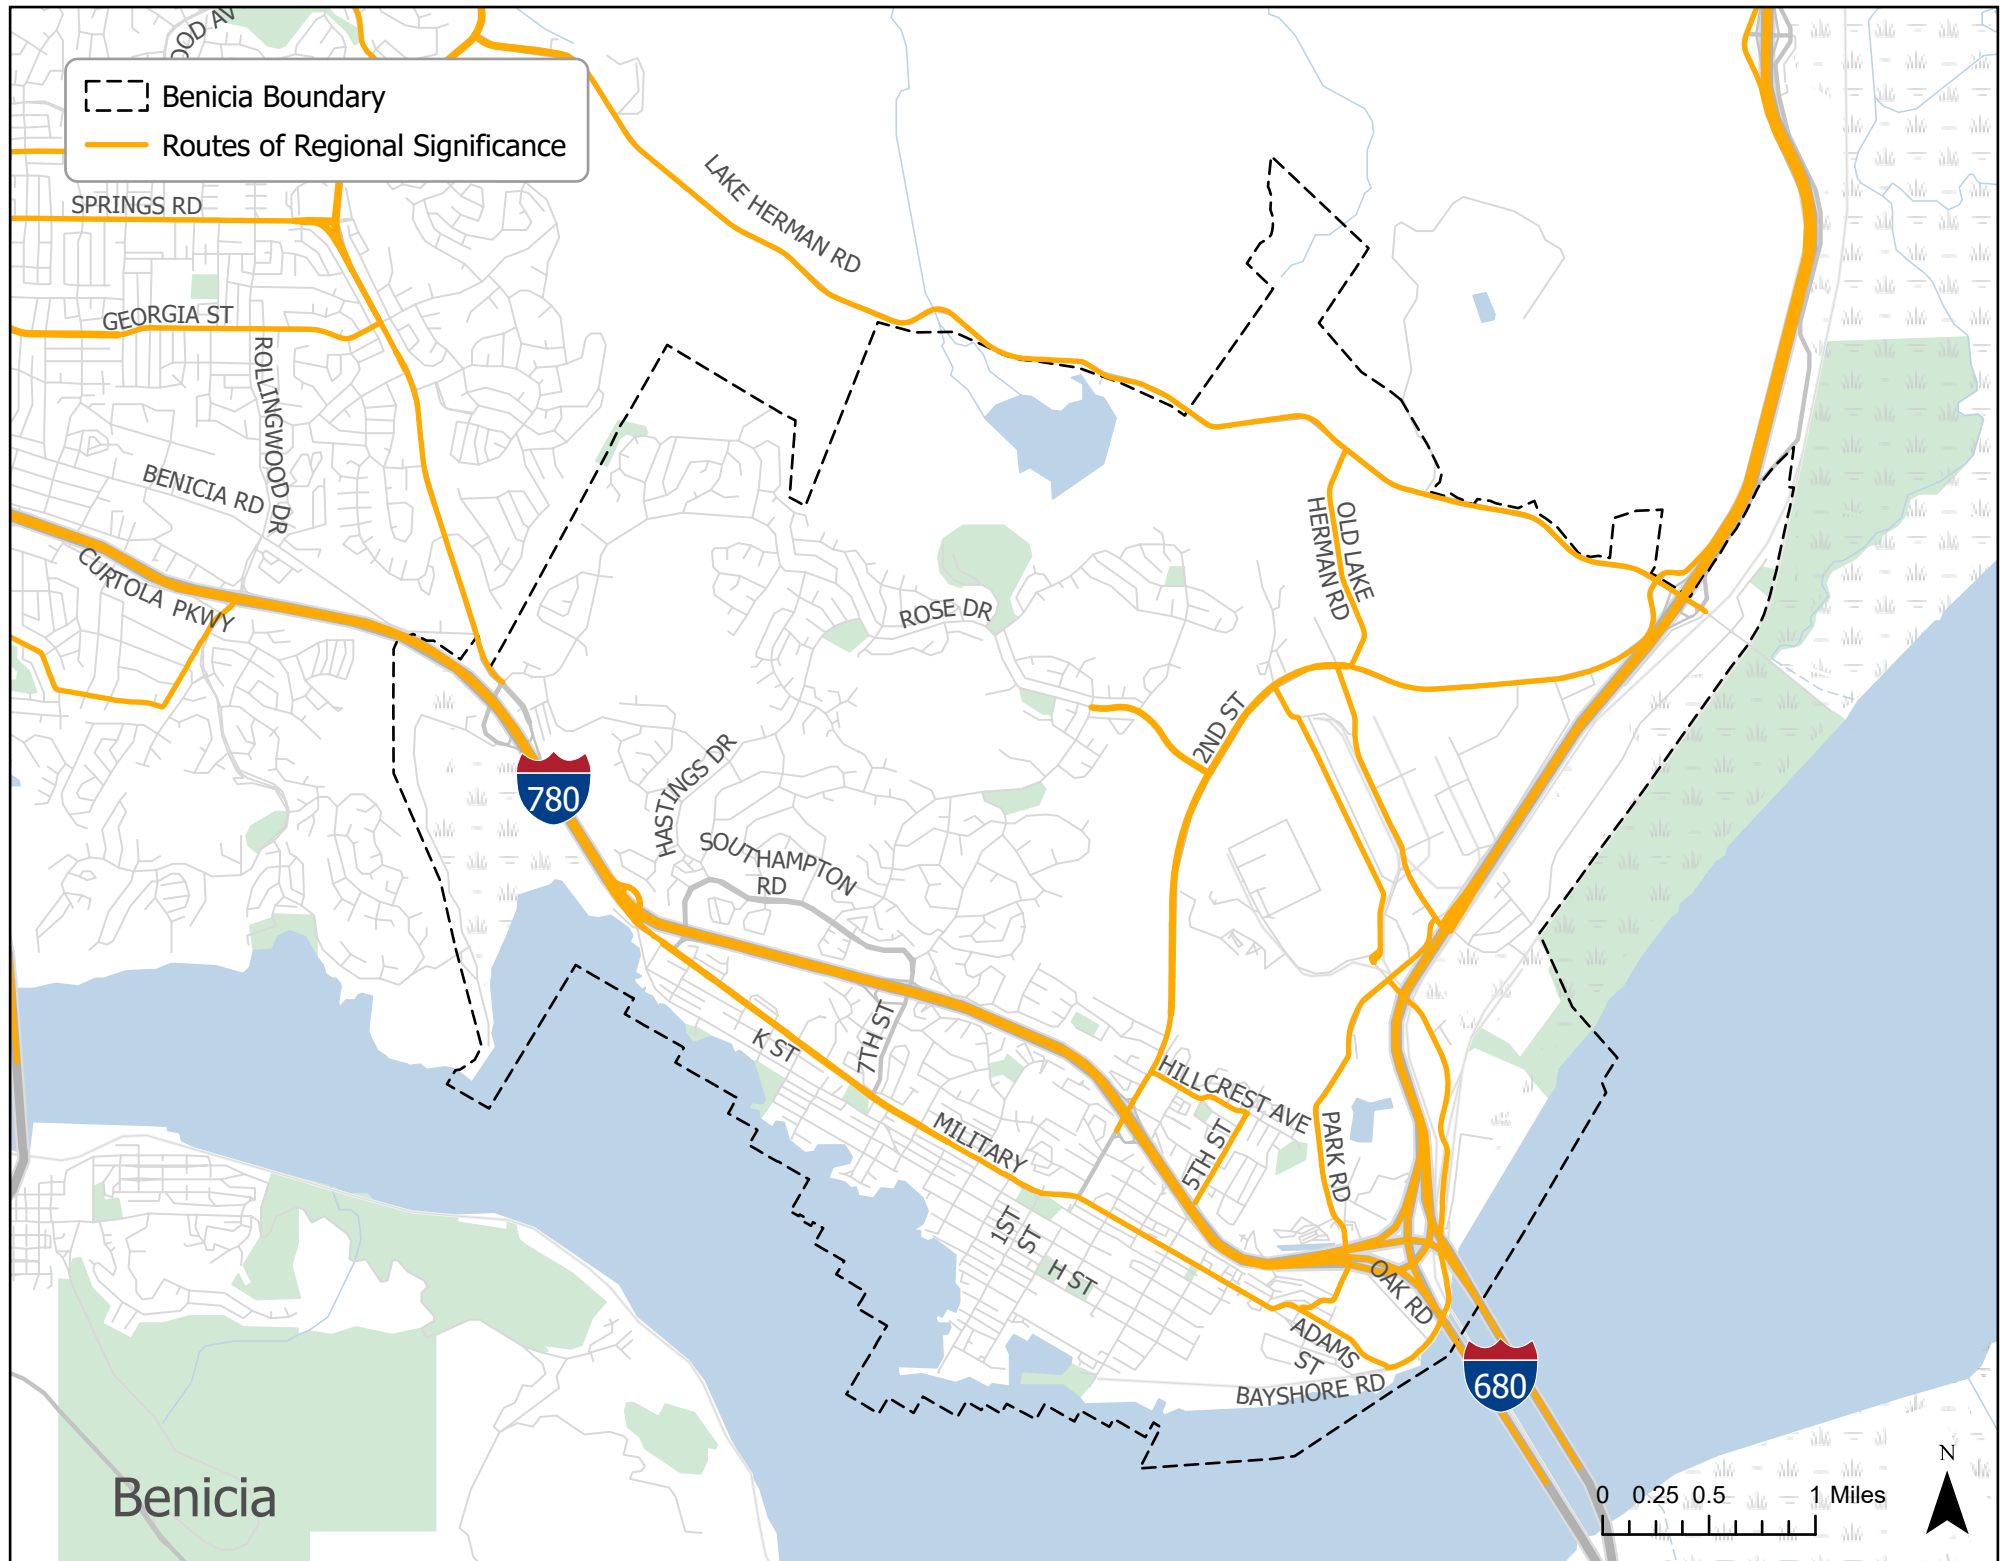 OOD AV
Benicia Boundary
Routes of Regional Significance
LAKE HERMAN RD
SPRINGS RD
GEORGIA ST
ROLLINGWOOD DR
BENICIA RD
CURTOLA PKWY
OLD LAKE
HERMAN RD
ROSE DR
2ND ST
HASTINGS DR
780
SOUTHAMPTON
RD
K ST
7TH ST
HILLCREST AVE
MILITARY
5TH ST
PARK RD
1ST
ST
H ST
OAK RD
ADAMS
ST
BAYSHORE RD
680
Benicia
N
0 0.25 0.5 1 Miles